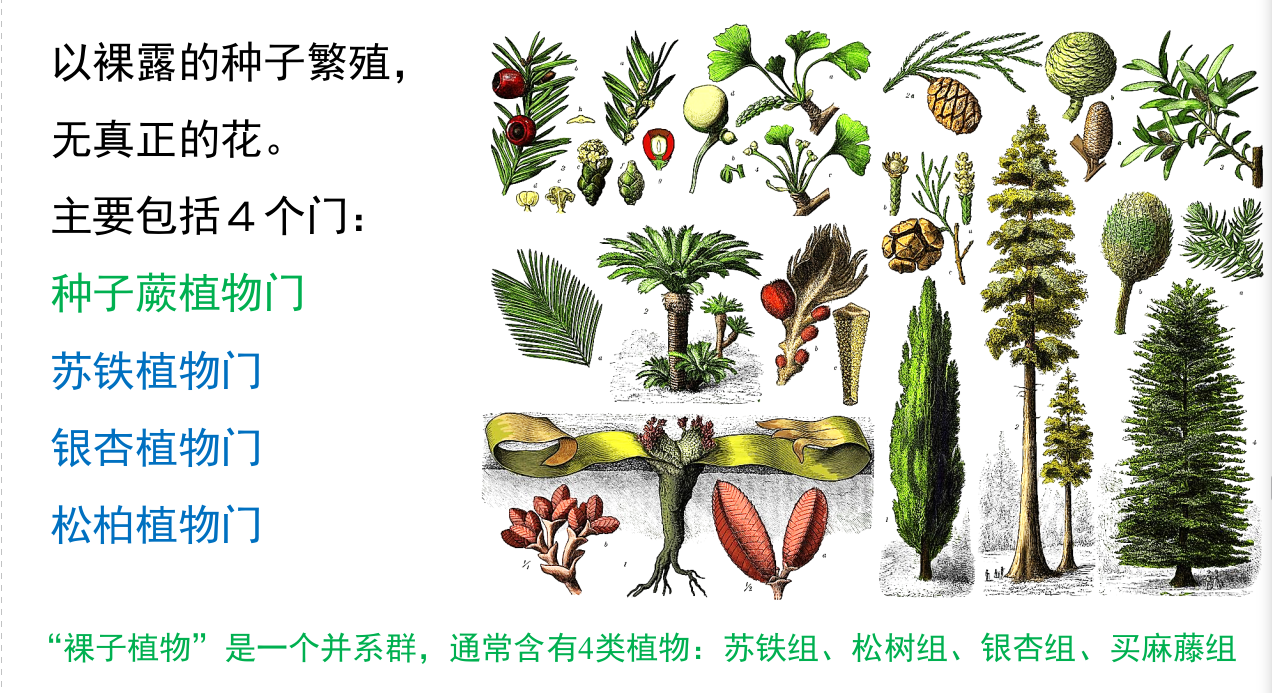 以裸露的种子繁殖，
无真正的花。
主要包括４个门：
种子蕨植物门
苏铁植物门
银杏植物门
松柏植物门
“裸子植物”是一个并系群，通常含有4类植物：苏铁组、松树组、银杏组、买麻藤组